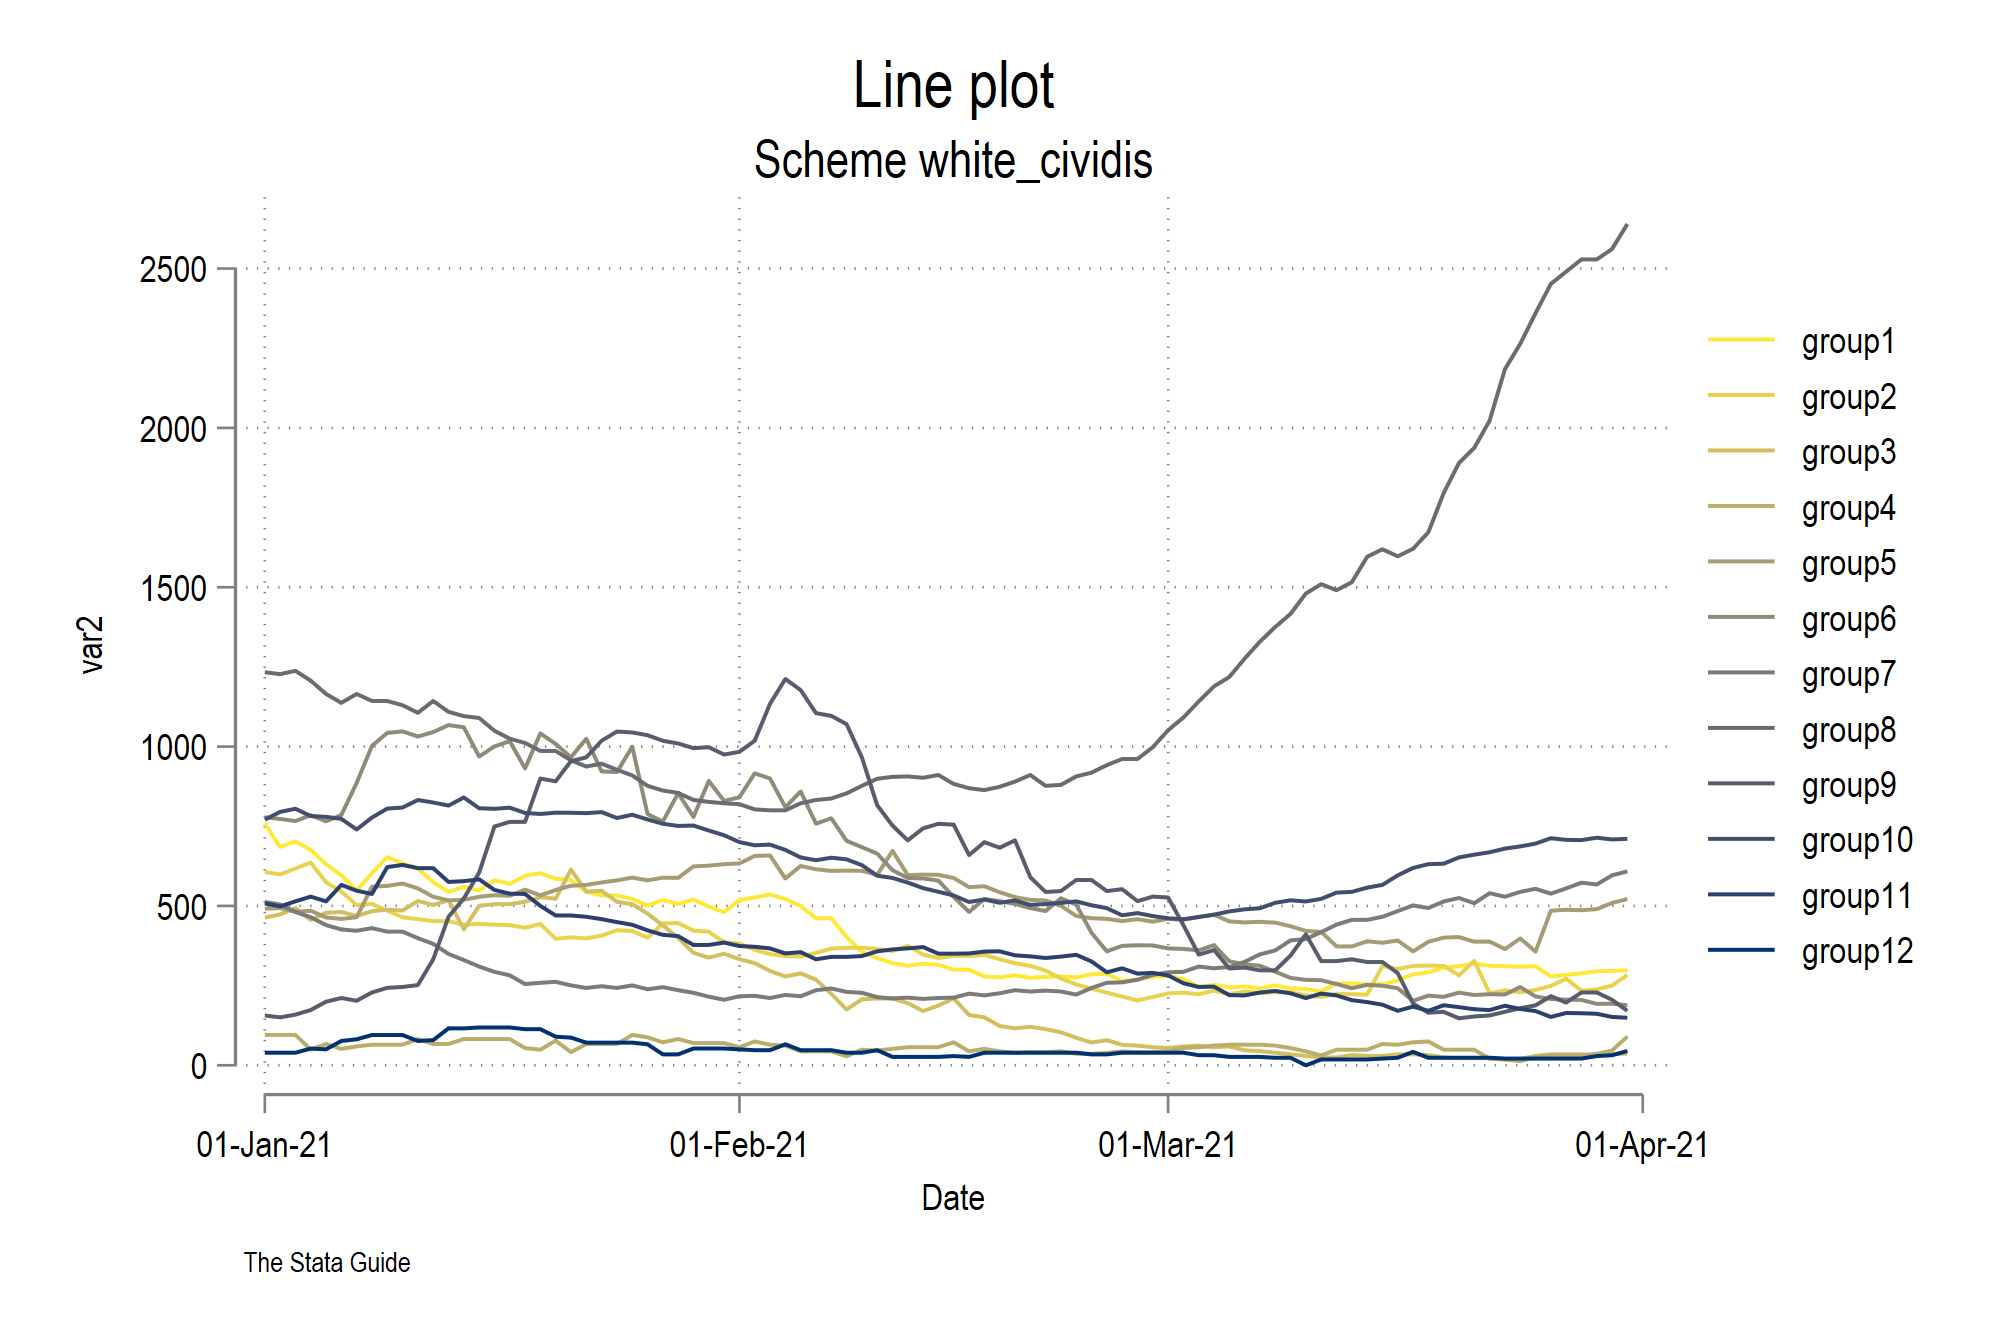 Line plot
Scheme white_cividis
2500
2000
1500
1000
500
0
var2
01-Jan-21
01-Feb-21
01-Mar-21
01-Apr-21
Date
group1
group2
group3
group4
group5
group6
group7
group8
group9
group10
group11
group12
The Stata Guide